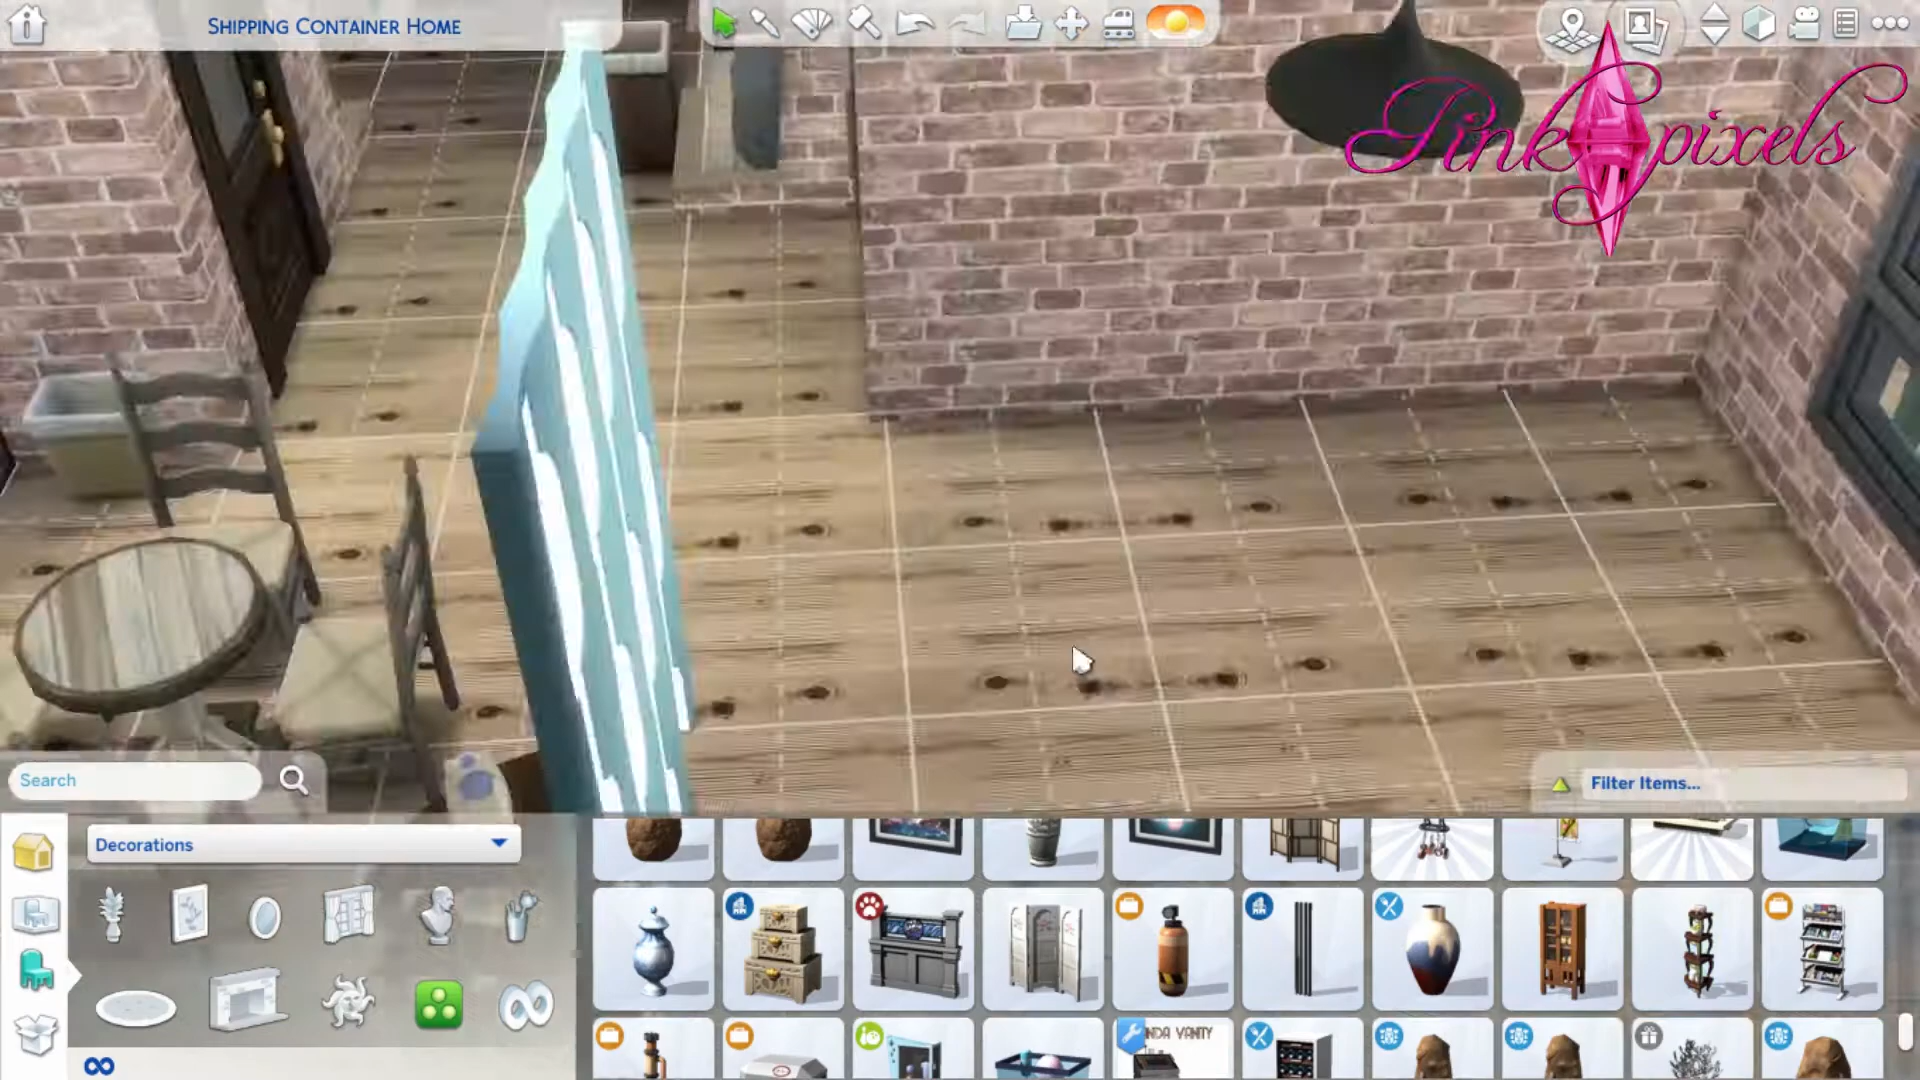 SHIPPING CONTAINER HOME
Pink pixels
Search
Filter Items...
Decorations
NDA VANITY